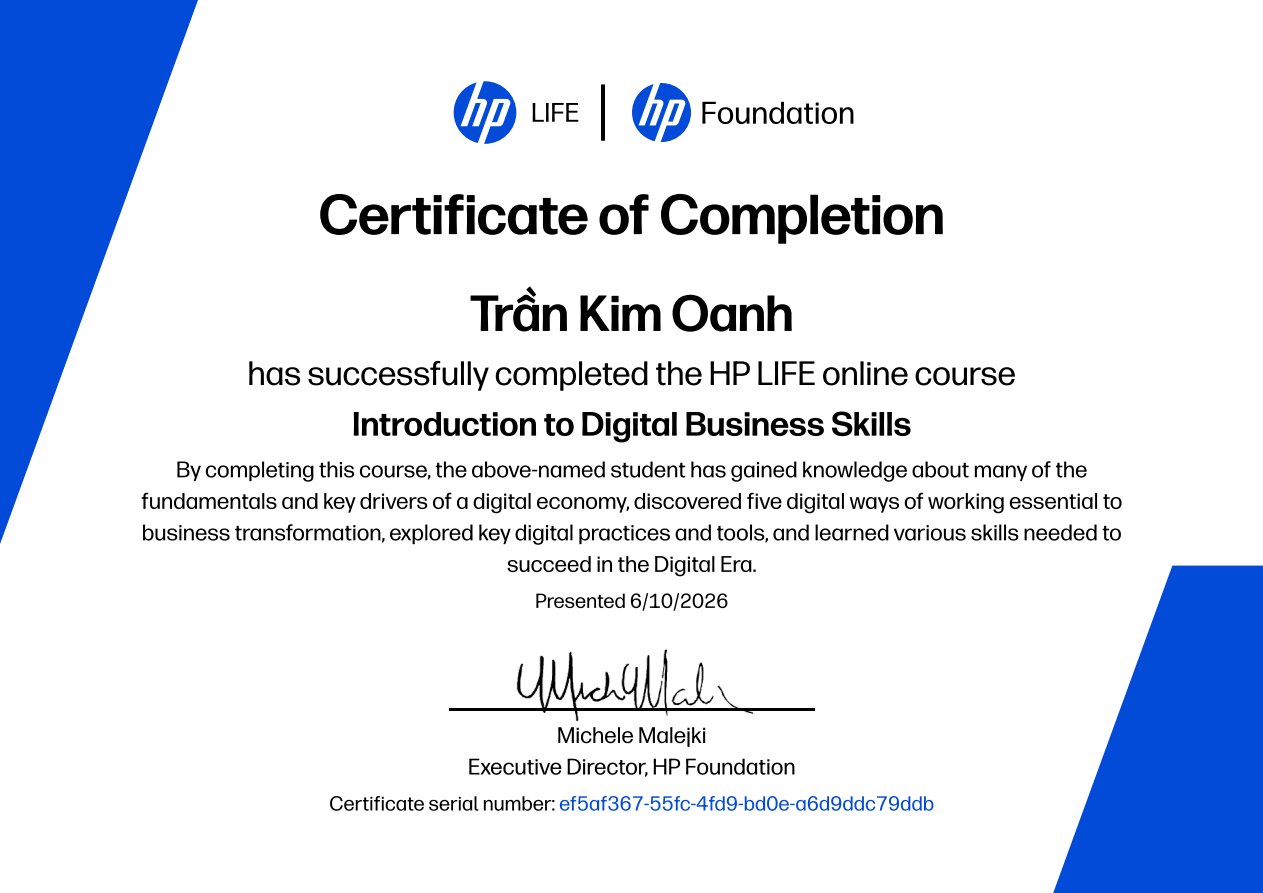 hp LIFE | hp Foundation
Certificate of Completion
Trần Kim Oanh
has successfully completed the HP LIFE online course
Introduction to Digital Business Skills
By completing this course, the above-named student has gained knowledge about many of the
fundamentals and key drivers of a digital economy, discovered five digital ways of working essential to
business transformation, explored key digital practices and tools, and learned various skills needed to
succeed in the Digital Era.
Presented 6/10/2026
Michele Malejki
Executive Director, HP Foundation
Certificate serial number: ef5af367-55fc-4fd9-bd0e-a6d9ddc79ddb